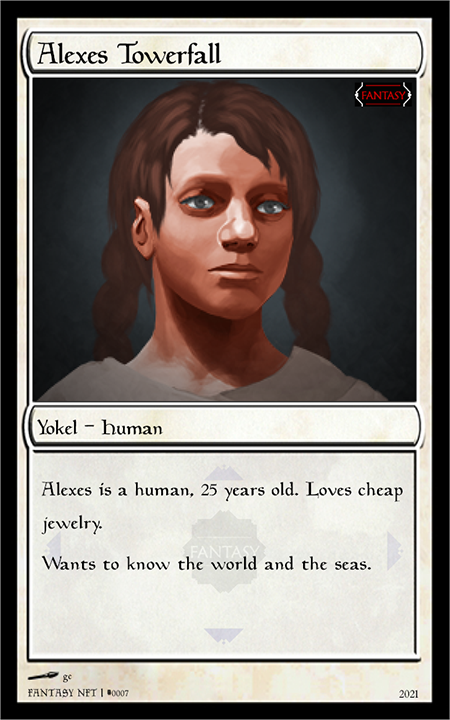 Alexes Towerfall
FANTASY
Yokel – Human
Alexes is a human, 25 years old. Loves cheap
jewelry.
FANTASY
Wants to know the world and the seas.
gc
FANTASY NFT | #0007
2021